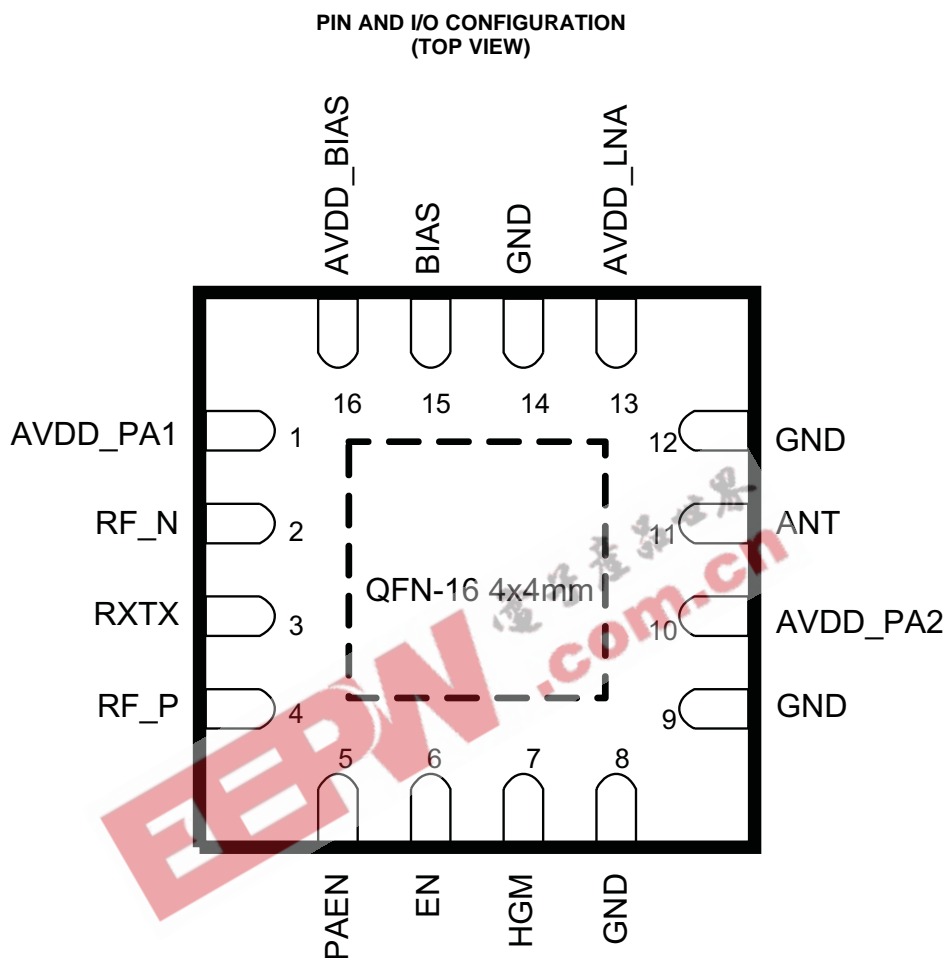 PIN AND I/O CONFIGURATION
(TOP VIEW)
AVDD_BIAS
BIAS
GND
AVDD_LNA
16
15
14
13
AVDD_PA1
1
12
GND
RF_N
2
11
ANT
QFN-16 4x4mm
RXTX
3
10
AVDD_PA2
RF_P
4
9
GND
5
6
7
8
PAEN
EN
HGM
GND
EEPW
.com.cn